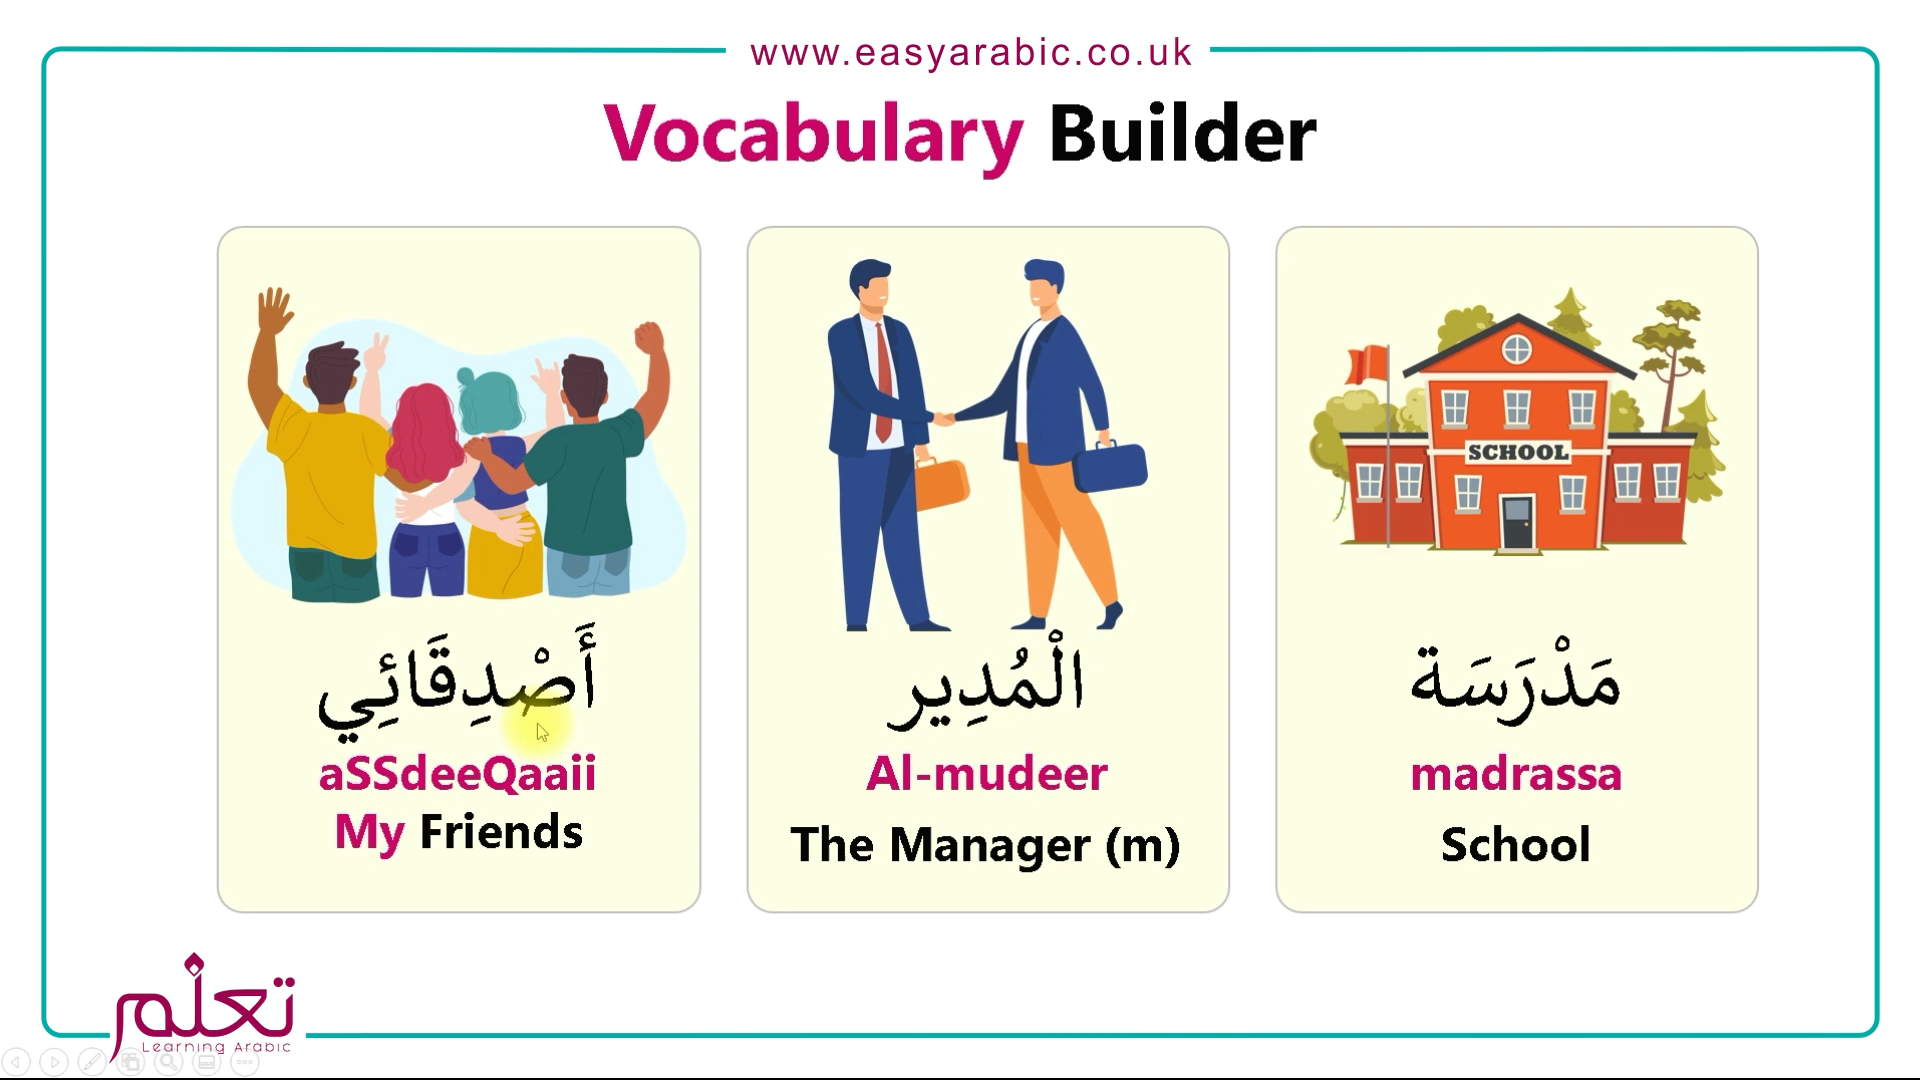 www.easyarabic.co.uk
Vocabulary Builder
SCHOOL
أَصْدِقَائِي
aSSdeeQaaii
My Friends
الْمُدِير
Al-mudeer
The Manager (m)
مَدْرَسَة
madrassa
School
تعلم
Learning Arabic